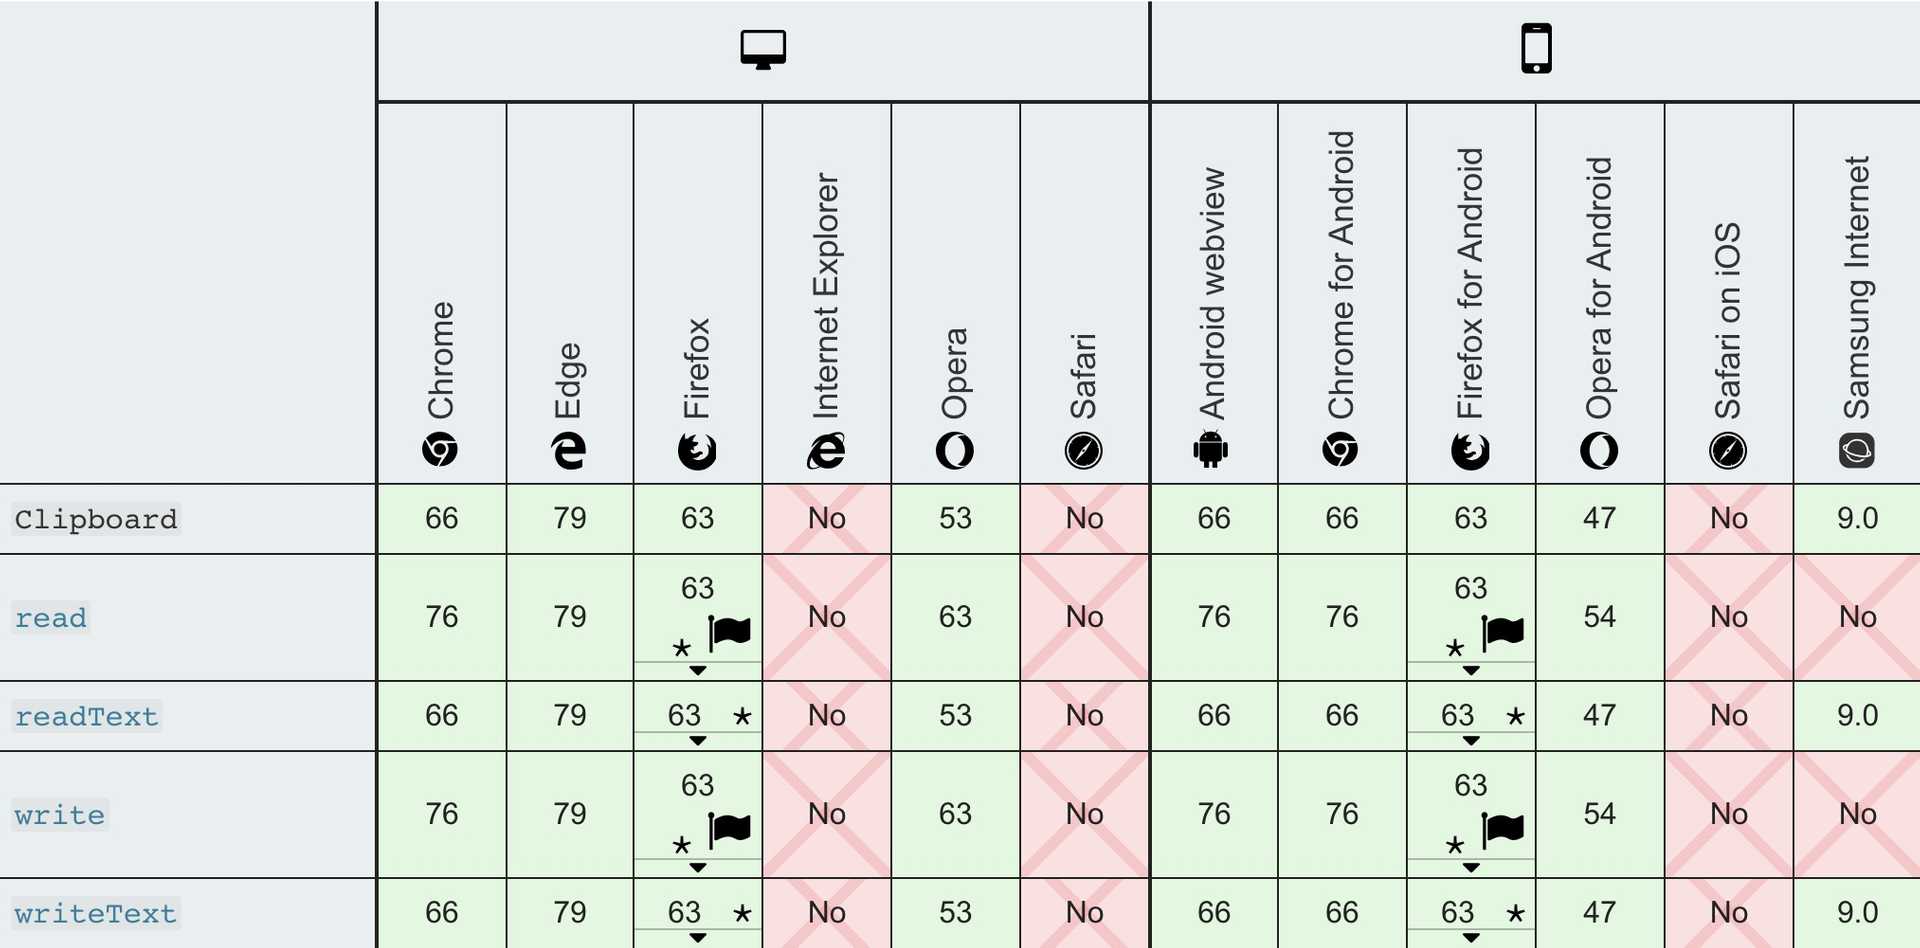 Chrome
Edge
Firefox
Internet Explorer
Opera
Safari
Android webview
Chrome for Android
Firefox for Android
Opera for Android
Safari on iOS
Samsung Internet
Clipboard 66 79 63 No 53 No 66 66 63 47 No 9.0
read 76 79 63 * No 63 No 76 76 63 * 54 No No
readText 66 79 63 * No 53 No 66 66 63 * 47 No 9.0
write 76 79 63 * No 63 No 76 76 63 * 54 No No
writeText 66 79 63 * No 53 No 66 66 63 * 47 No 9.0